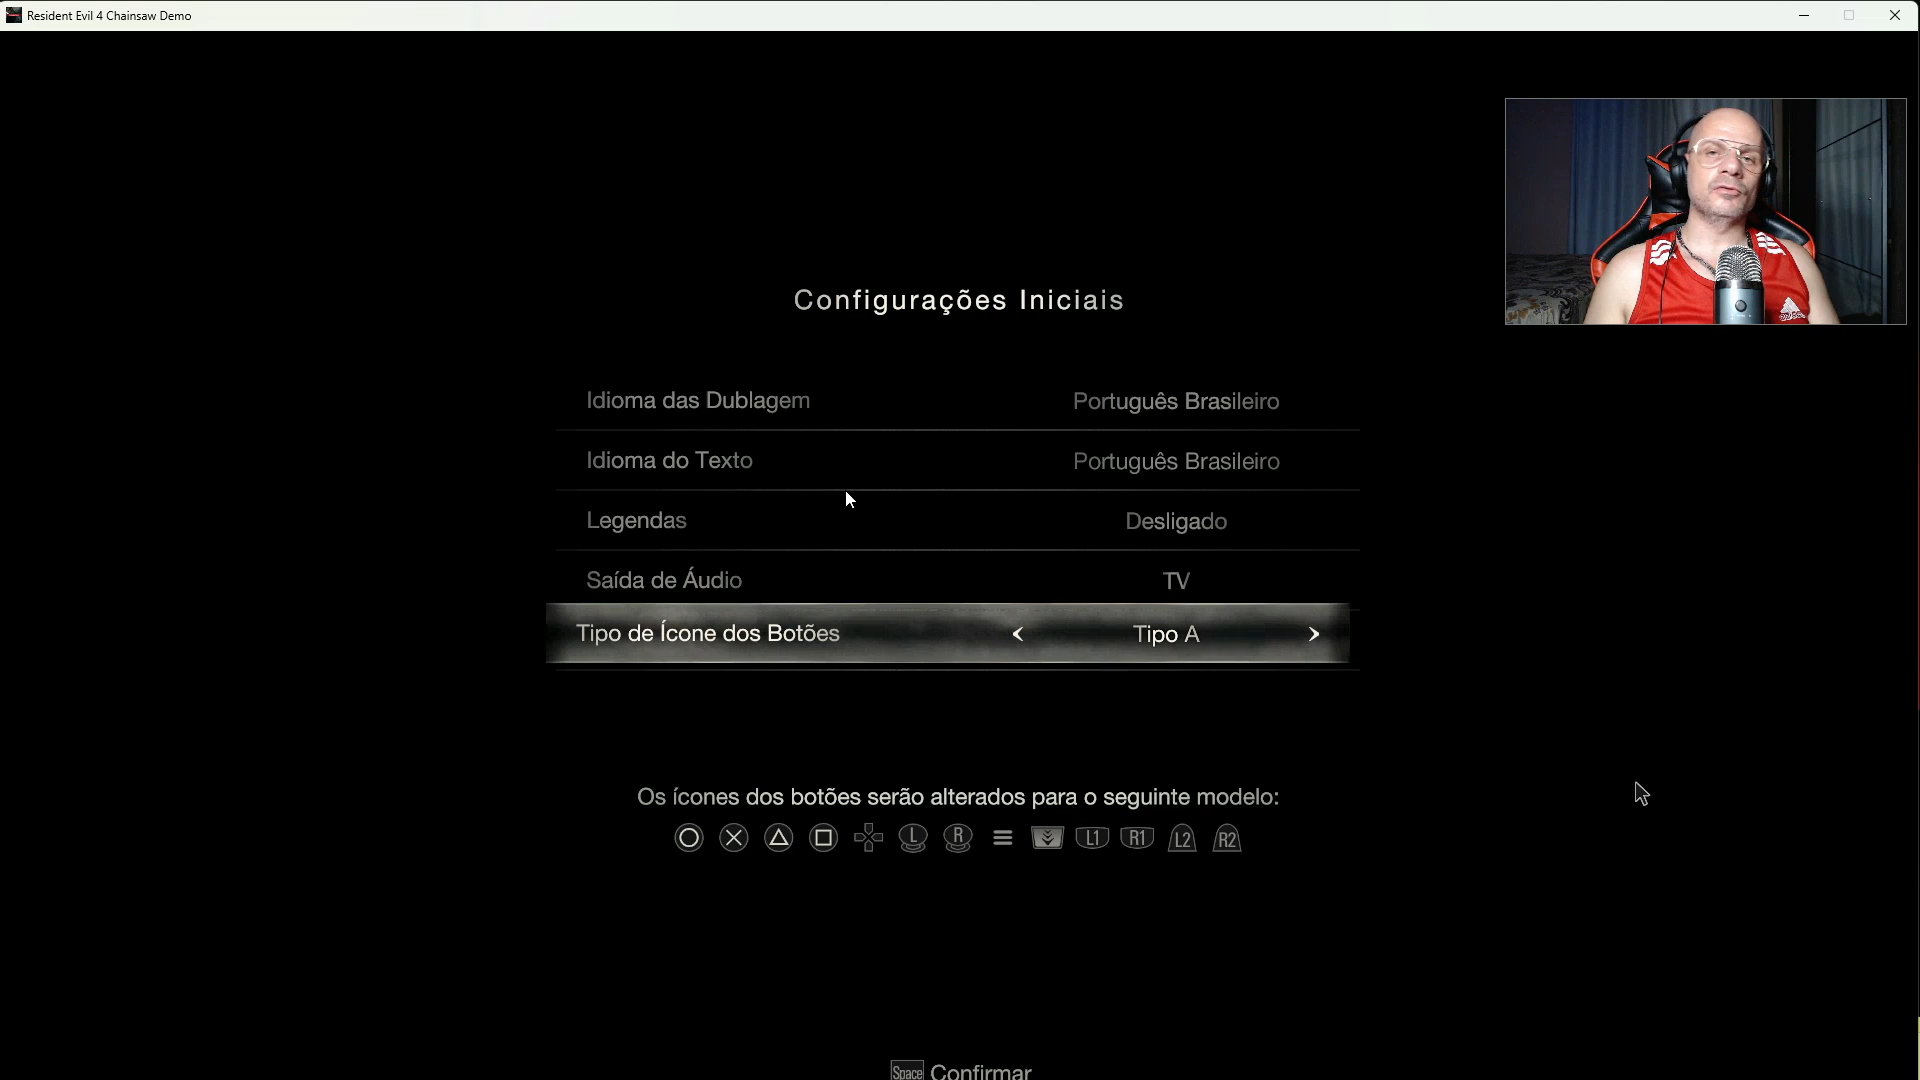 Resident Evil 4 Chainsaw Demo
Configurações Iniciais
Idioma das Dublagem Português Brasileiro
Idioma do Texto Português Brasileiro
Legendas Desligado
Saída de Áudio TV
Tipo de Ícone dos Botões Tipo A
Os ícones dos botões serão alterados para o seguinte modelo:
L R L1 R1 L2 R2
Space Confirmar
adidas